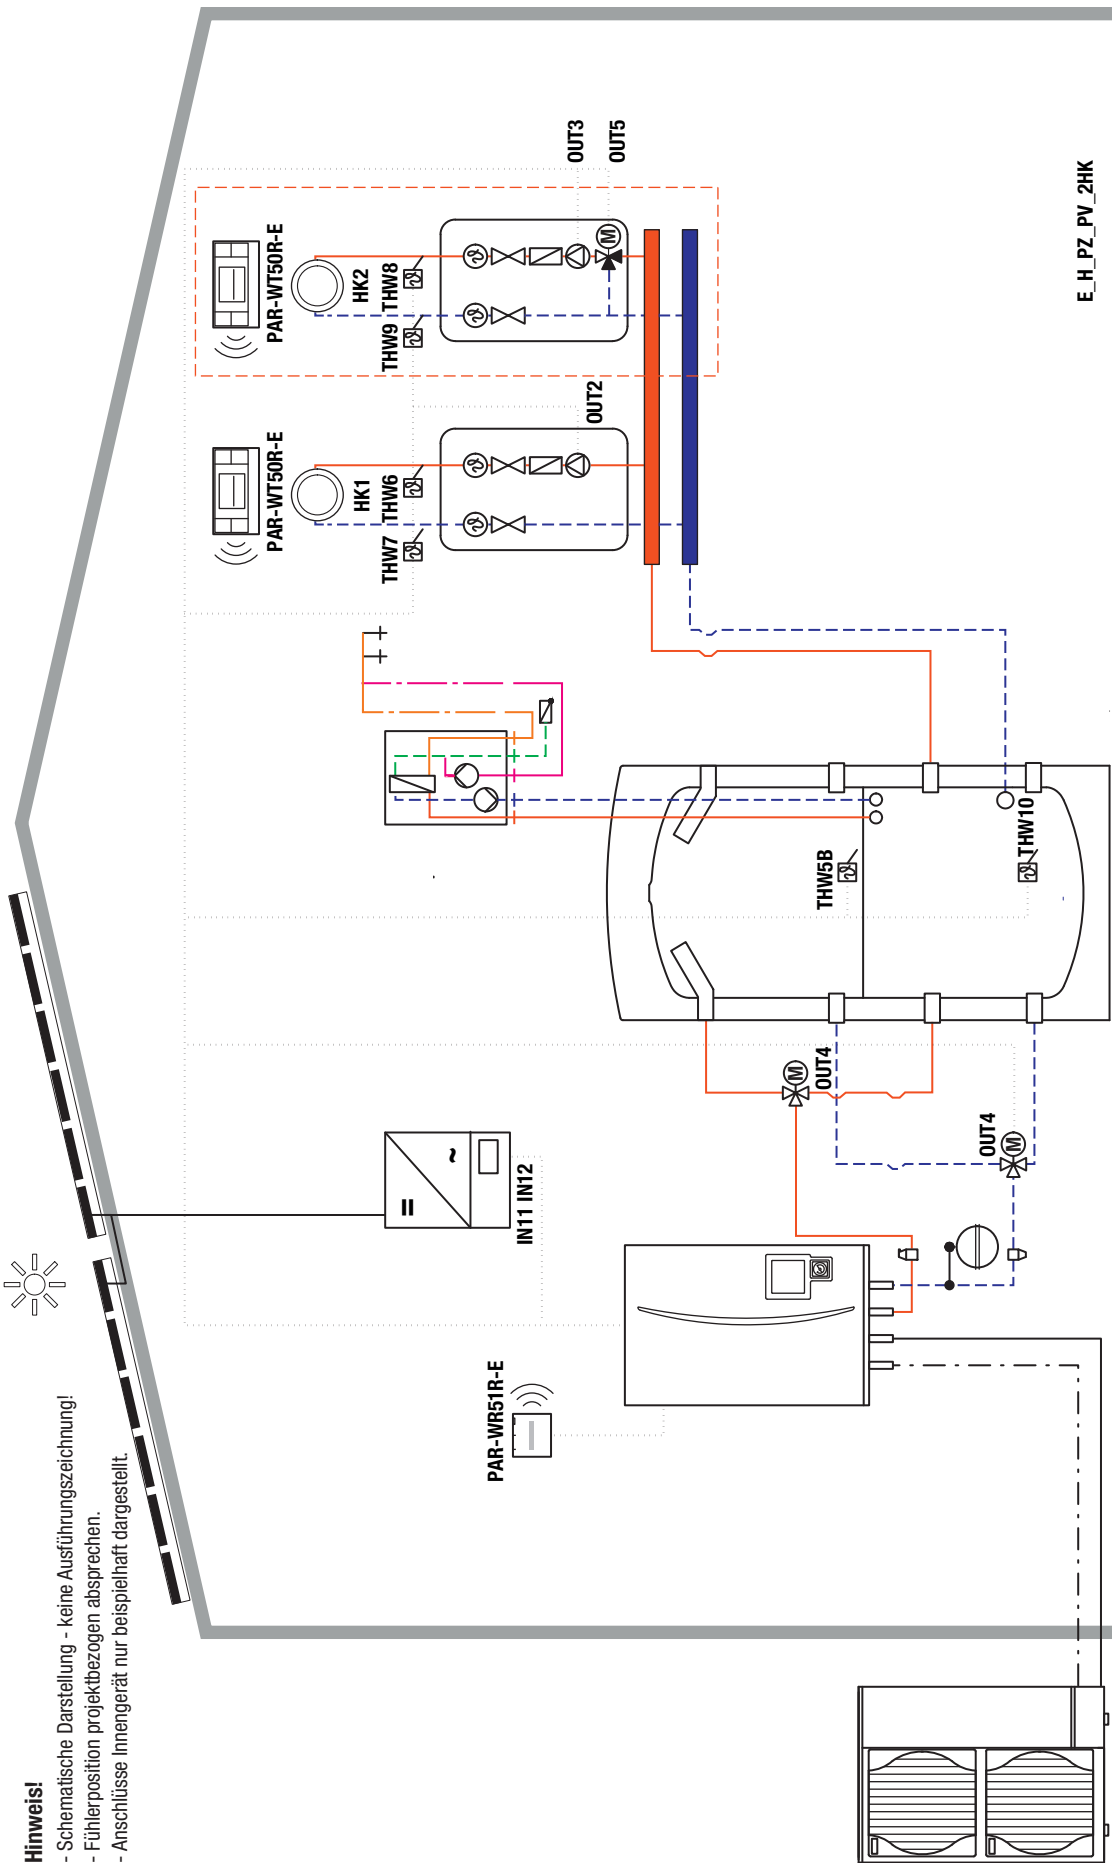 Hinweis!
- Schematische Darstellung - keine Ausführungszeichnung!
- Fühlerposition projektbezogen absprechen.
- Anschlüsse Innengerät nur beispielhaft dargestellt.
PAR-WT50R-E
PAR-WT50R-E
HK1
HK2
THW7
THW6
THW9
THW8
OUT2
OUT3
M
OUT5
IN11 IN12
PAR-WR51R-E
M
OUT4
M
OUT4
THW5B
THW10
E_H_PZ_PV_2HK